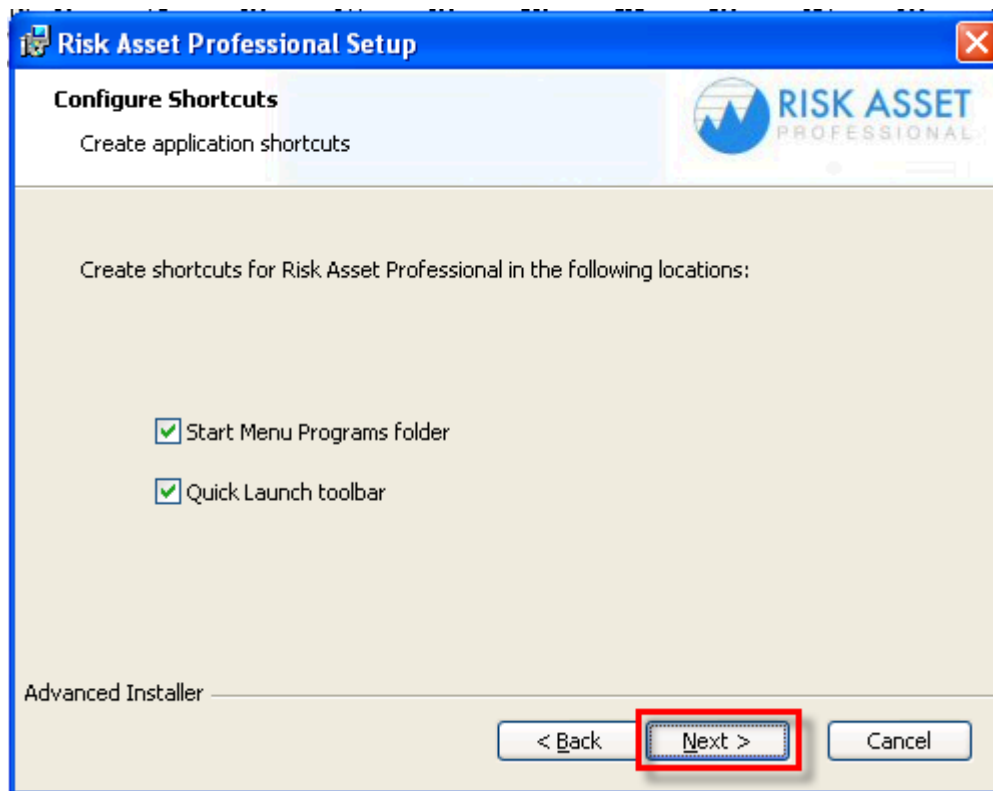 Risk Asset Professional Setup
Configure Shortcuts
Create application shortcuts
RISK ASSET
PROFESSIONAL
Create shortcuts for Risk Asset Professional in the following locations:
Start Menu Programs folder
Quick Launch toolbar
Advanced Installer
< Back
Next >
Cancel